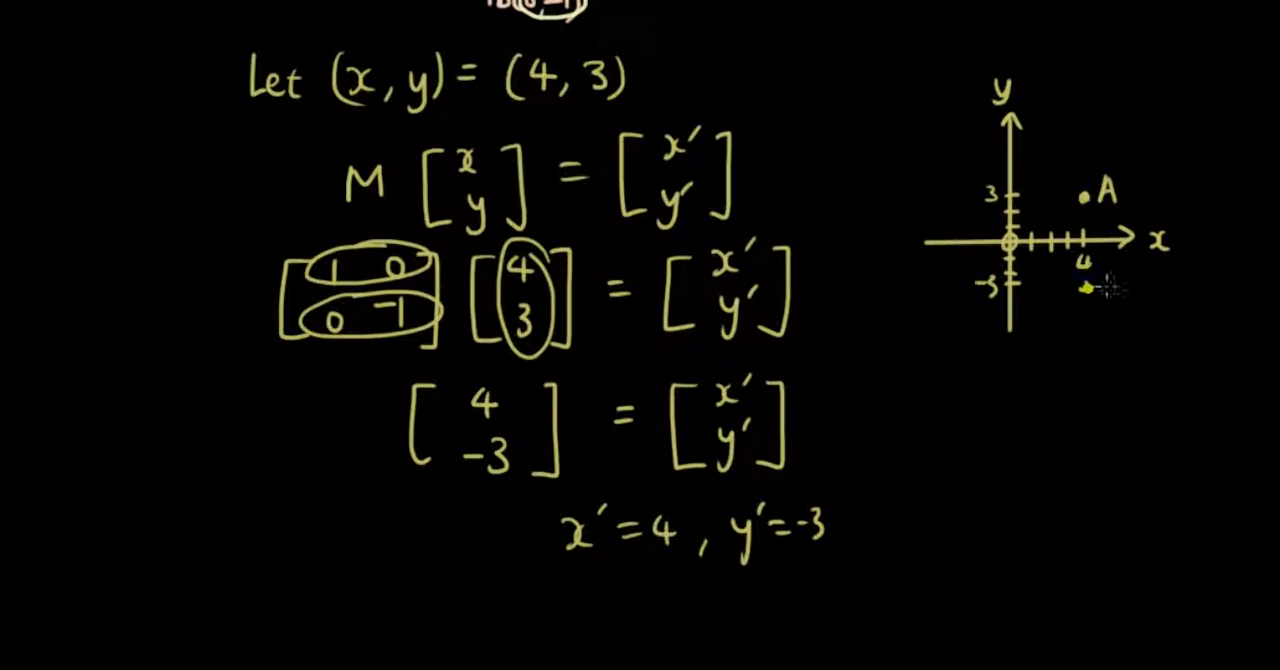 Let (x, y) = (4, 3)
M [x y] = [x′ y′]
[1 0 0 -1] [4 3] = [x′ y′]
[4 -3] = [x′ y′]
x′ = 4 , y′ = -3
y
3
A
x
4
-3